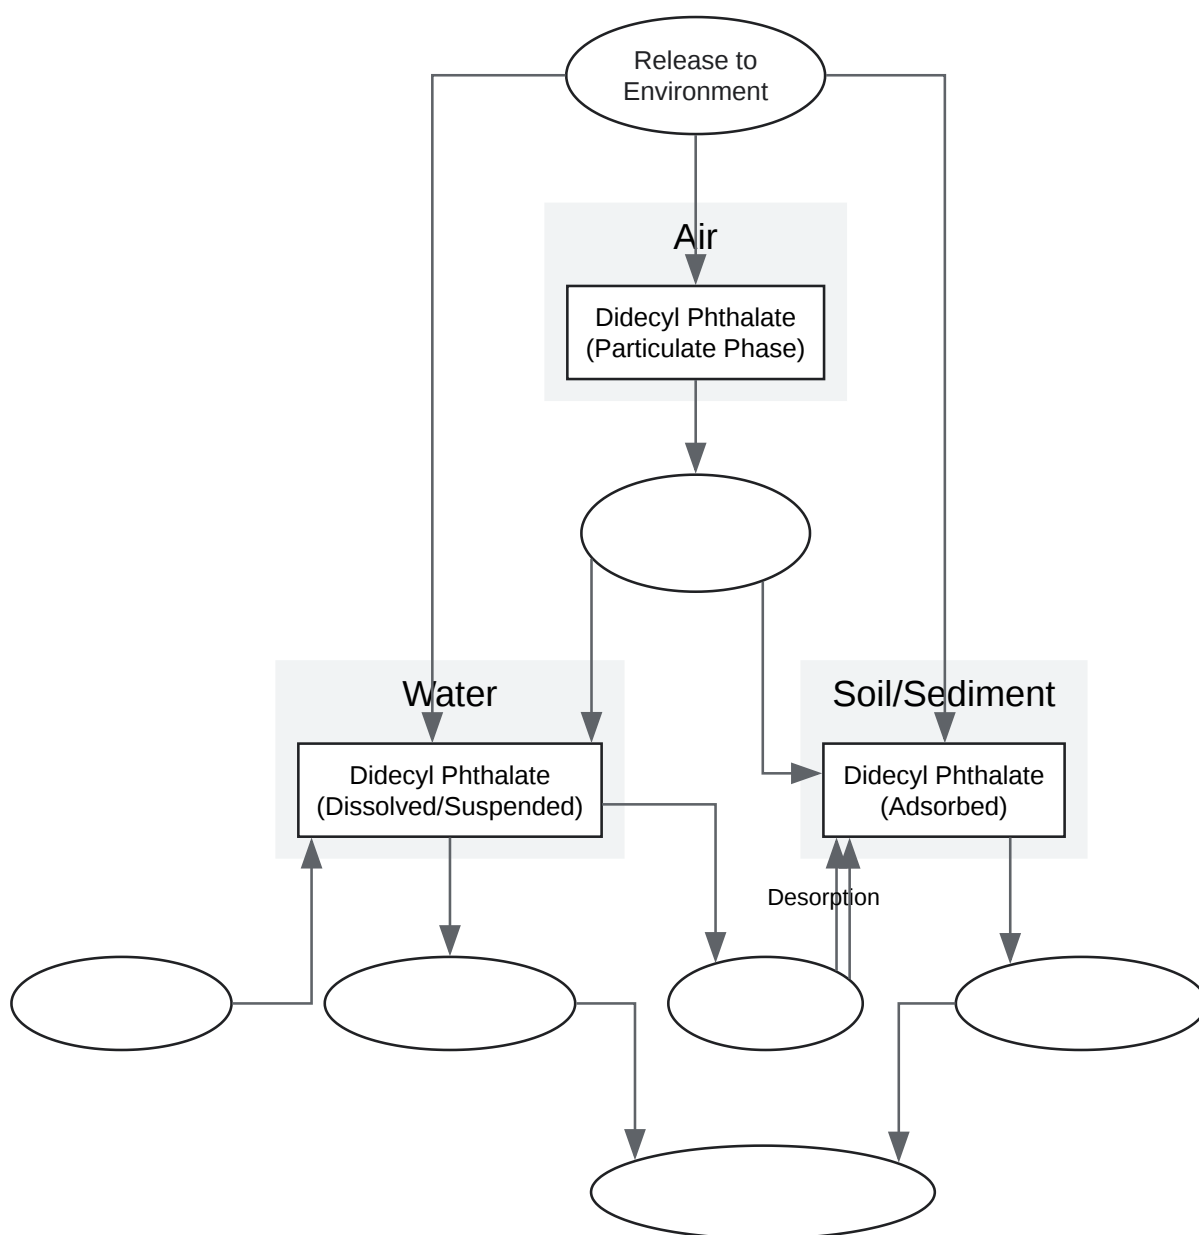 Release to
Environment
Air
Didecyl Phthalate
(Particulate Phase)
Water
Soil/Sediment
Didecyl Phthalate
(Dissolved/Suspended)
Didecyl Phthalate
(Adsorbed)
Desorption